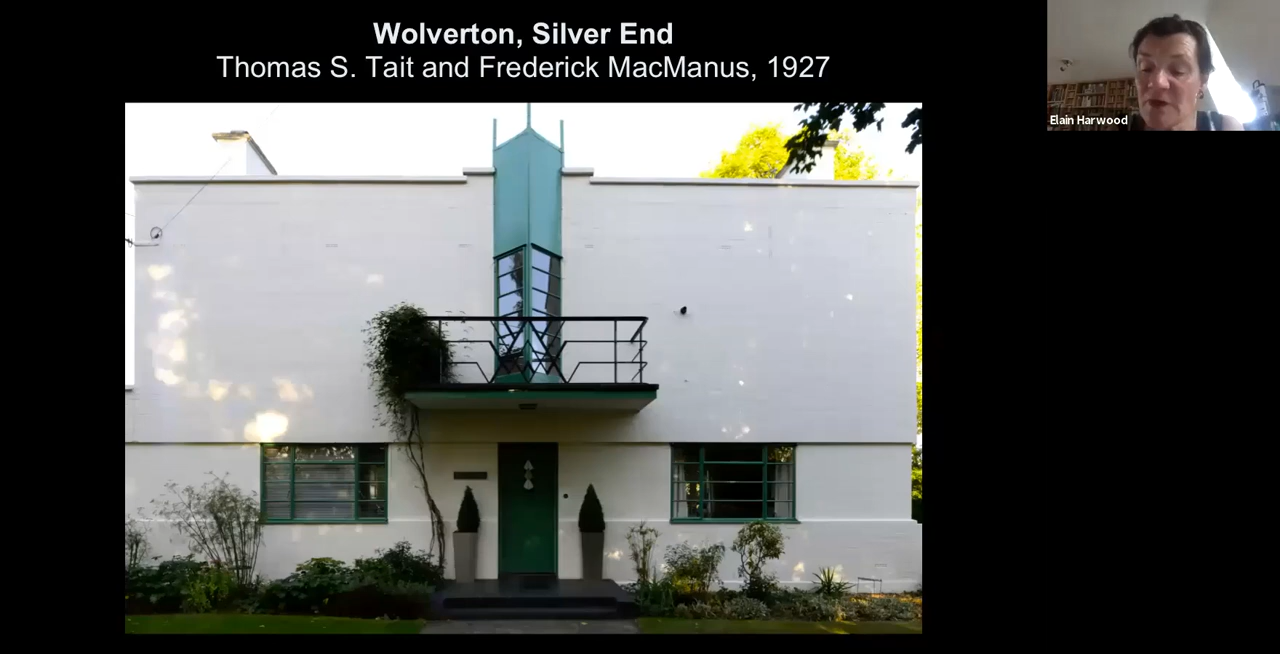 Wolverton, Silver End
Thomas S. Tait and Frederick MacManus, 1927
Elain Harwood